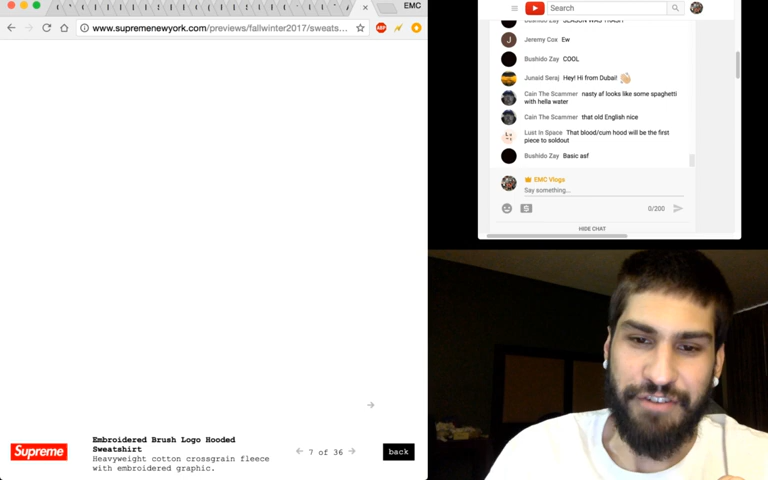 EMC
www.supremenewyork.com/previews/fallwinter2017/sweats...
ABP
Search
Jeremy Cox Ew
Bushido Zay COOL
Junaid Seraj Hey! Hi from Dubai!
Cain The Scammer nasty af looks like some spaghetti
with hella water
Cain The Scammer that old English nice
Lust In Space That blood/cum hood will be the first
piece to soldout
Bushido Zay Basic asf
EMC Vlogs
Say something...
0/200
HIDE CHAT
Embroidered Brush Logo Hooded
Sweatshirt
Heavyweight cotton crossgrain fleece
with embroidered graphic.
Supreme
7 of 36
back